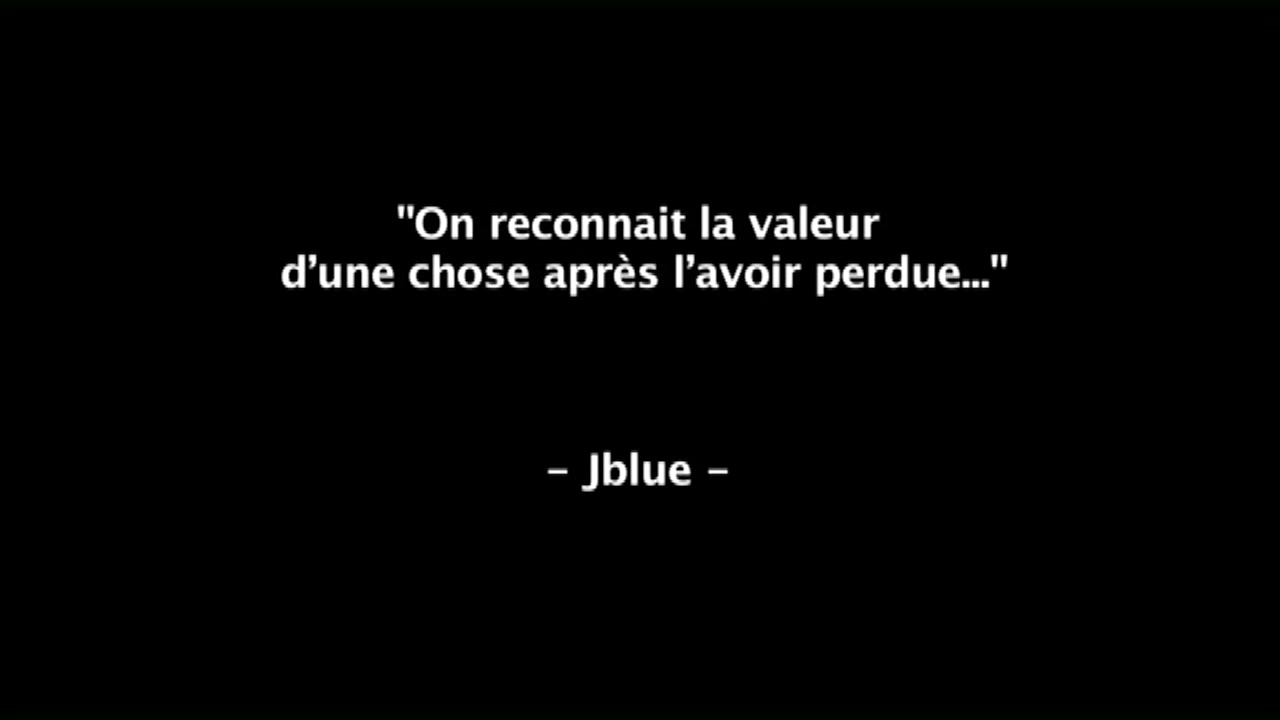 "On reconnait la valeur
d’une chose après l’avoir perdue..."
– Jblue –